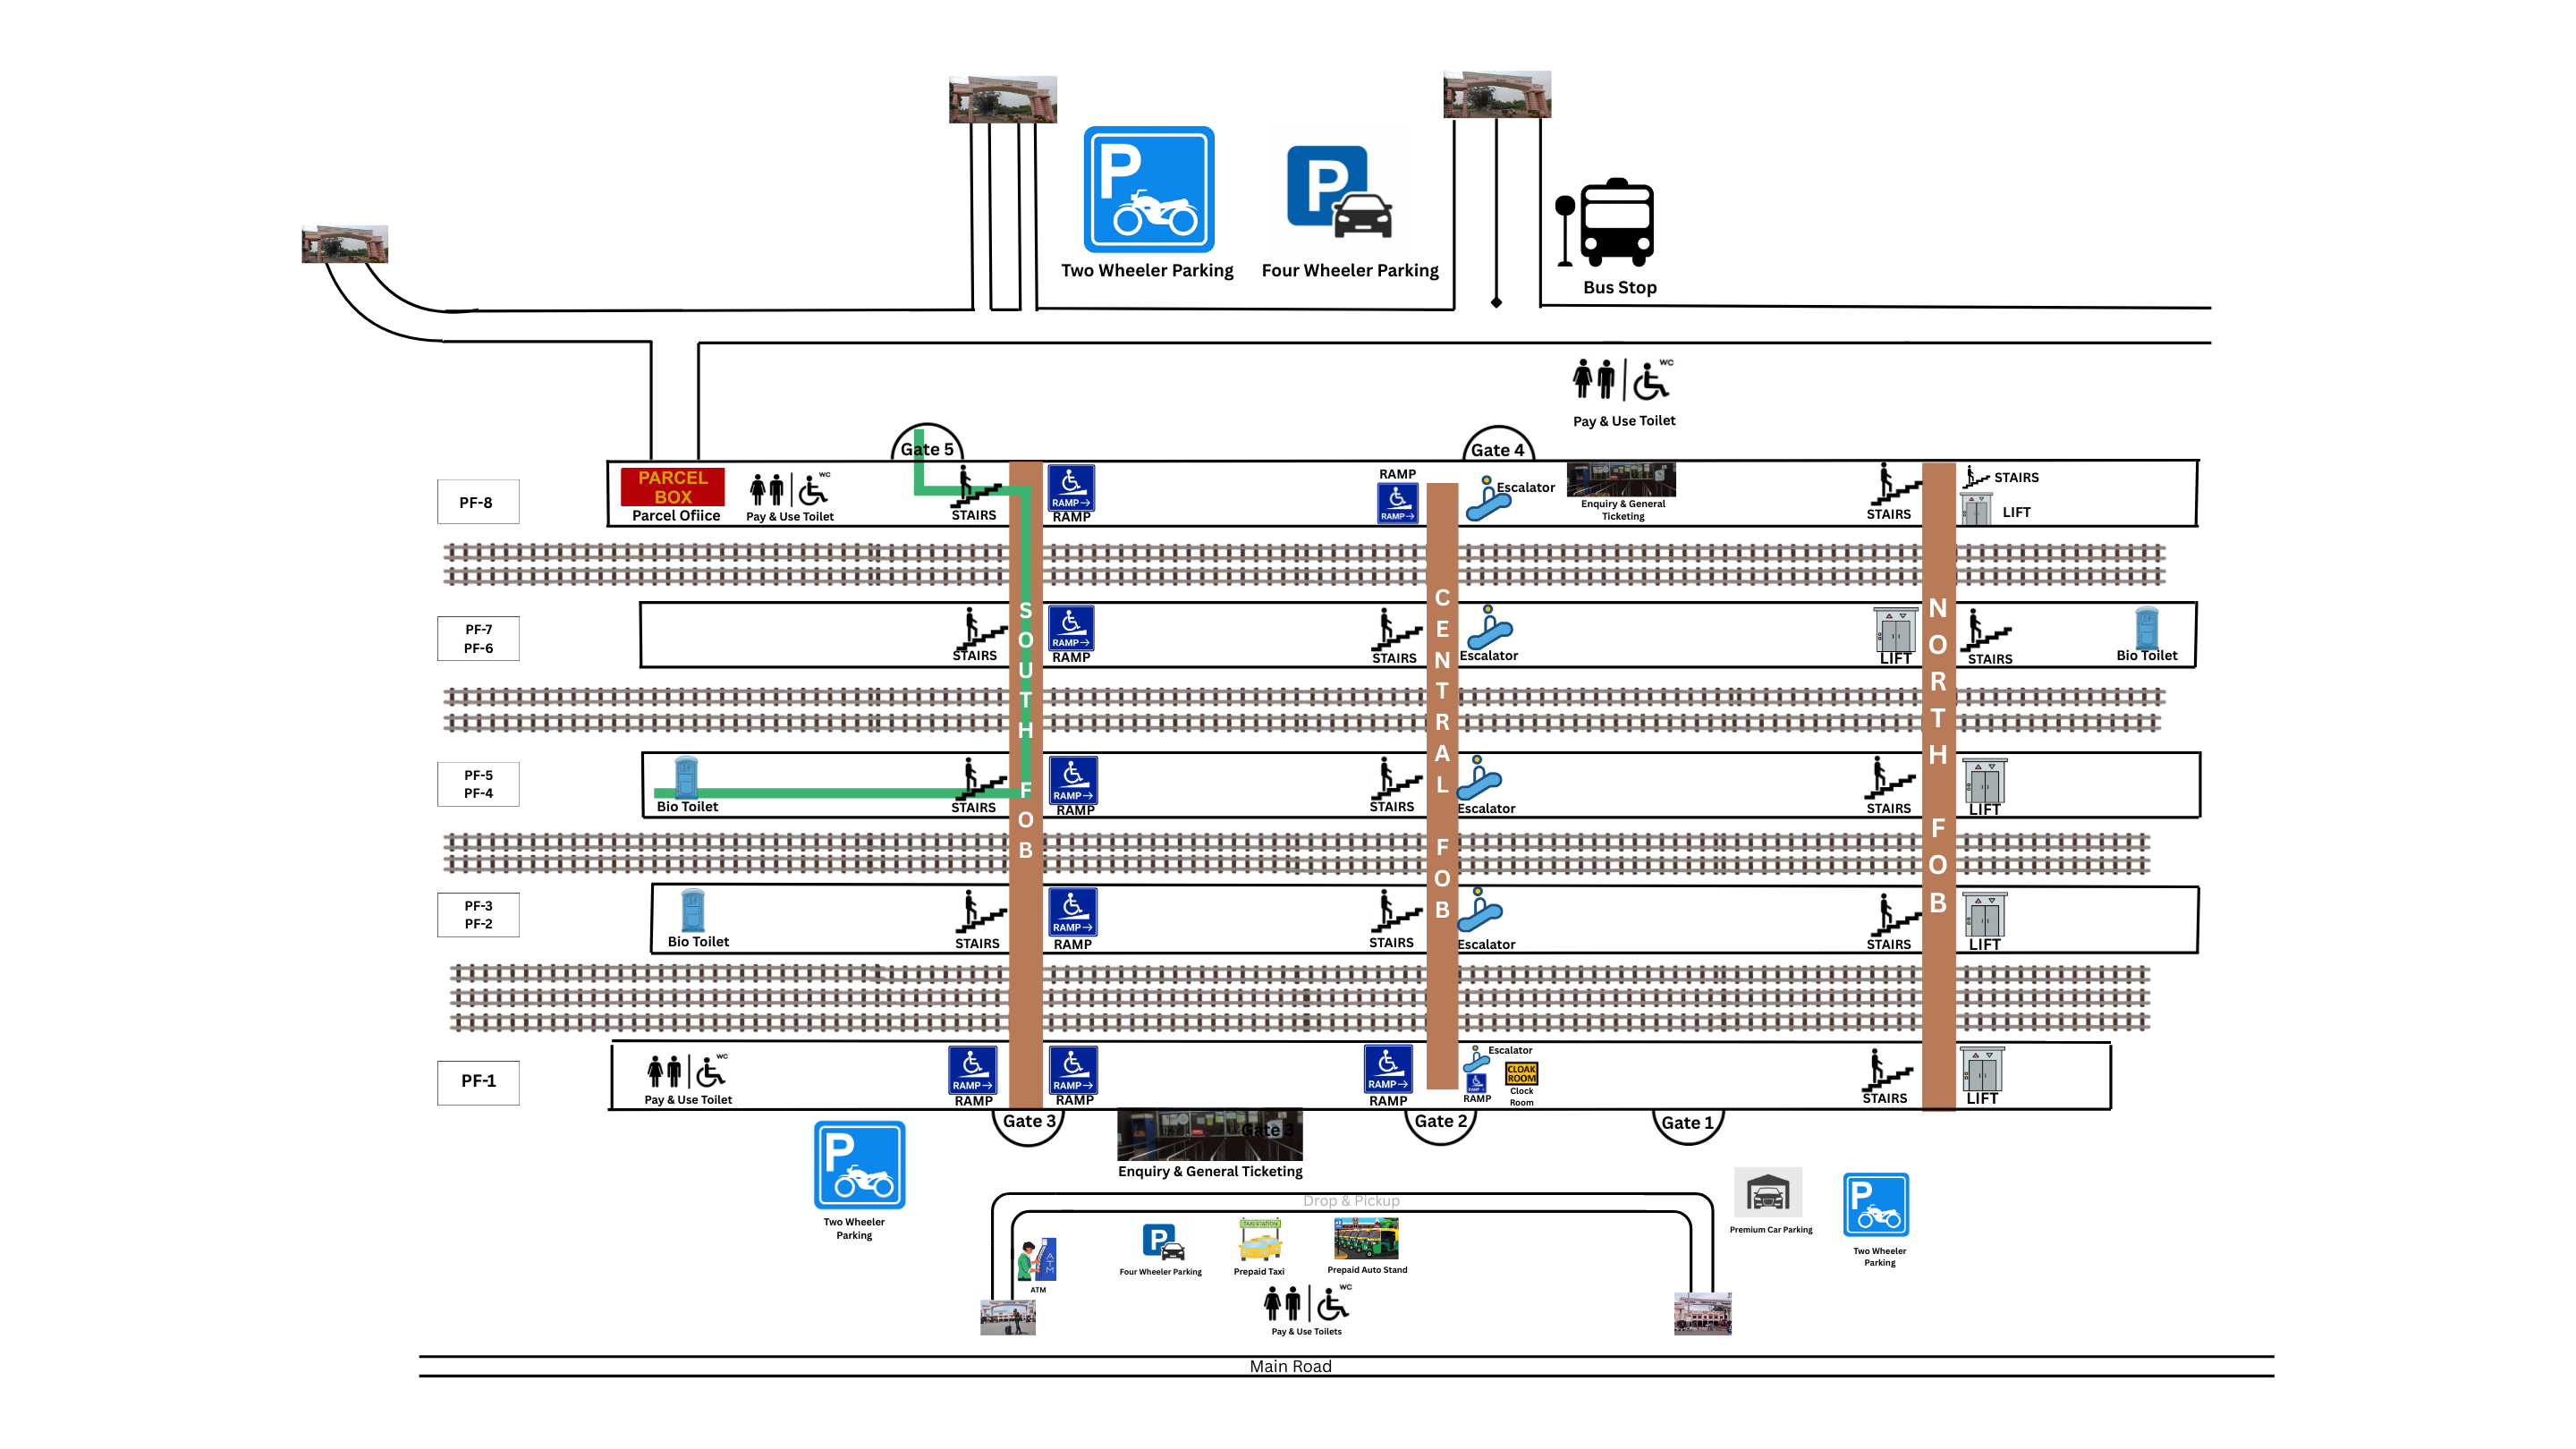 Two Wheeler Parking
Four Wheeler Parking
Bus Stop
WC
Pay & Use Toilet
Gate 5
Gate 4
PF-8
PARCEL
BOX
Parcel Ofiice
WC
Pay & Use Toilet
STAIRS
RAMP→
RAMP
RAMP
RAMP→
Escalator
Enquiry & General
Ticketing
STAIRS
STAIRS
LIFT
PF-7
PF-6
STAIRS
RAMP→
RAMP
STAIRS
Escalator
LIFT
STAIRS
Bio Toilet
SOUTH FOB
CENTRAL FOB
NORTH FOB
PF-5
PF-4
Bio Toilet
STAIRS
RAMP→
RAMP
STAIRS
Escalator
STAIRS
LIFT
PF-3
PF-2
Bio Toilet
STAIRS
RAMP→
RAMP
STAIRS
Escalator
STAIRS
LIFT
PF-1
WC
Pay & Use Toilet
RAMP→
RAMP
RAMP→
RAMP
RAMP→
RAMP
Escalator
RAMP
CLOAK
ROOM
Clock
Room
STAIRS
LIFT
Gate 3
Gate 3
Gate 2
Gate 1
Enquiry & General Ticketing
Two Wheeler
Parking
Drop & Pickup
ATM
ATM
Four Wheeler Parking
TAXI STATION
Prepaid Taxi
Prepaid Auto Stand
WC
Pay & Use Toilets
Premium Car Parking
Two Wheeler
Parking
Main Road